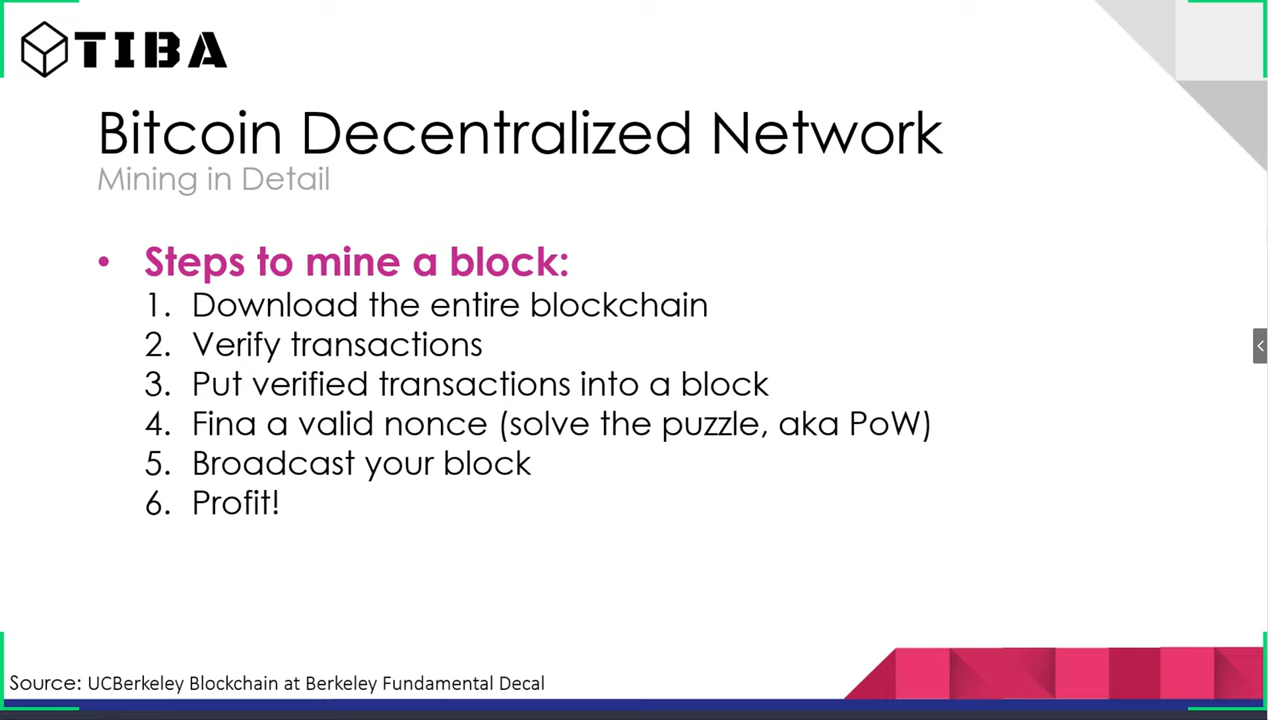 TIBA
Bitcoin Decentralized Network
Mining in Detail
• Steps to mine a block:
1. Download the entire blockchain
2. Verify transactions
3. Put verified transactions into a block
4. Fina a valid nonce (solve the puzzle, aka PoW)
5. Broadcast your block
6. Profit!
Source: UCBerkeley Blockchain at Berkeley Fundamental Decal